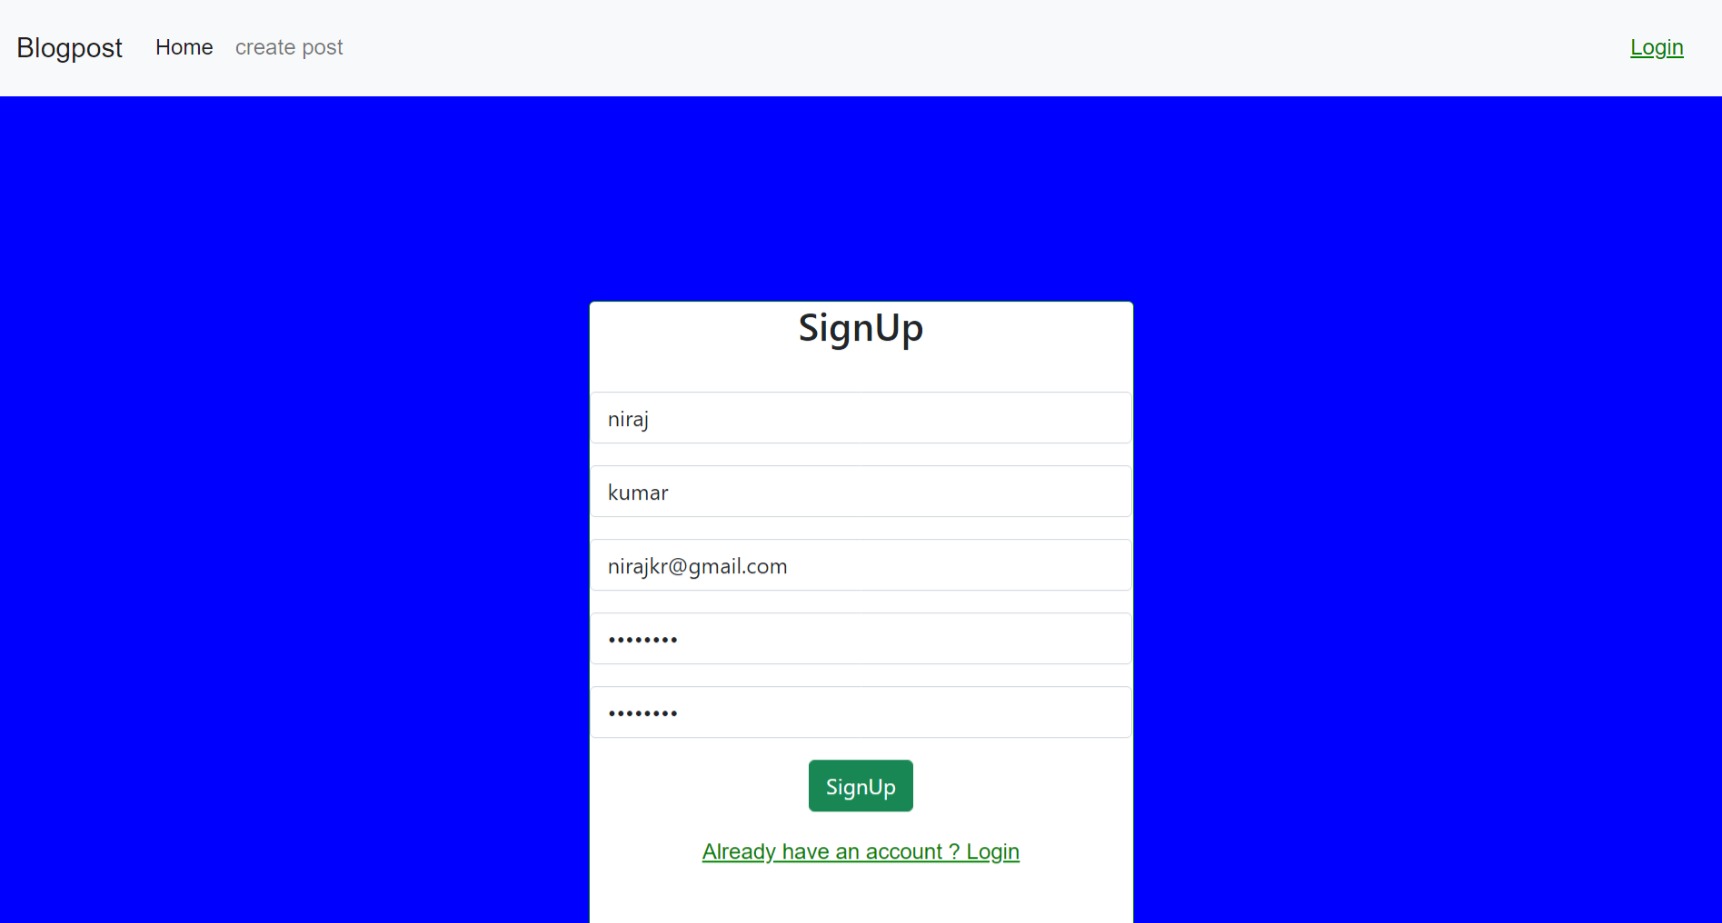 Blogpost Home create post Login
SignUp
niraj
kumar
nirajkr@gmail.com
••••••••
••••••••
SignUp
Already have an account ? Login